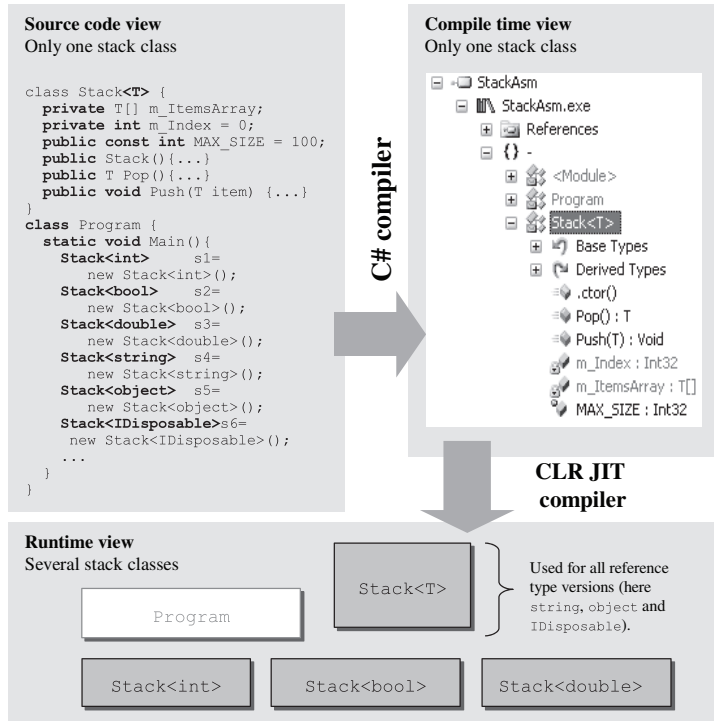 Source code view
Only one stack class
class Stack<T> {
private T[] m_ItemsArray;
private int m_Index = 0;
public const int MAX_SIZE = 100;
public Stack(){...}
public T Pop(){...}
public void Push(T item) {...}
}
class Program {
static void Main(){
Stack<int> s1=
new Stack<int>();
Stack<bool> s2=
new Stack<bool>();
Stack<double> s3=
new Stack<double>();
Stack<string> s4=
new Stack<string>();
Stack<object> s5=
new Stack<object>();
Stack<IDisposable>s6=
new Stack<IDisposable>();
...
}
}
C# compiler
Compile time view
Only one stack class
StackAsm
StackAsm.exe
References
{} -
<Module>
Program
Stack<T>
Base Types
Derived Types
.ctor()
Pop() : T
Push(T) : Void
m_Index : Int32
m_ItemsArray : T[]
MAX_SIZE : Int32
CLR JIT
compiler
Runtime view
Several stack classes
Program
Stack<T>
Used for all reference
type versions (here
string, object and
IDisposable).
Stack<int>
Stack<bool>
Stack<double>